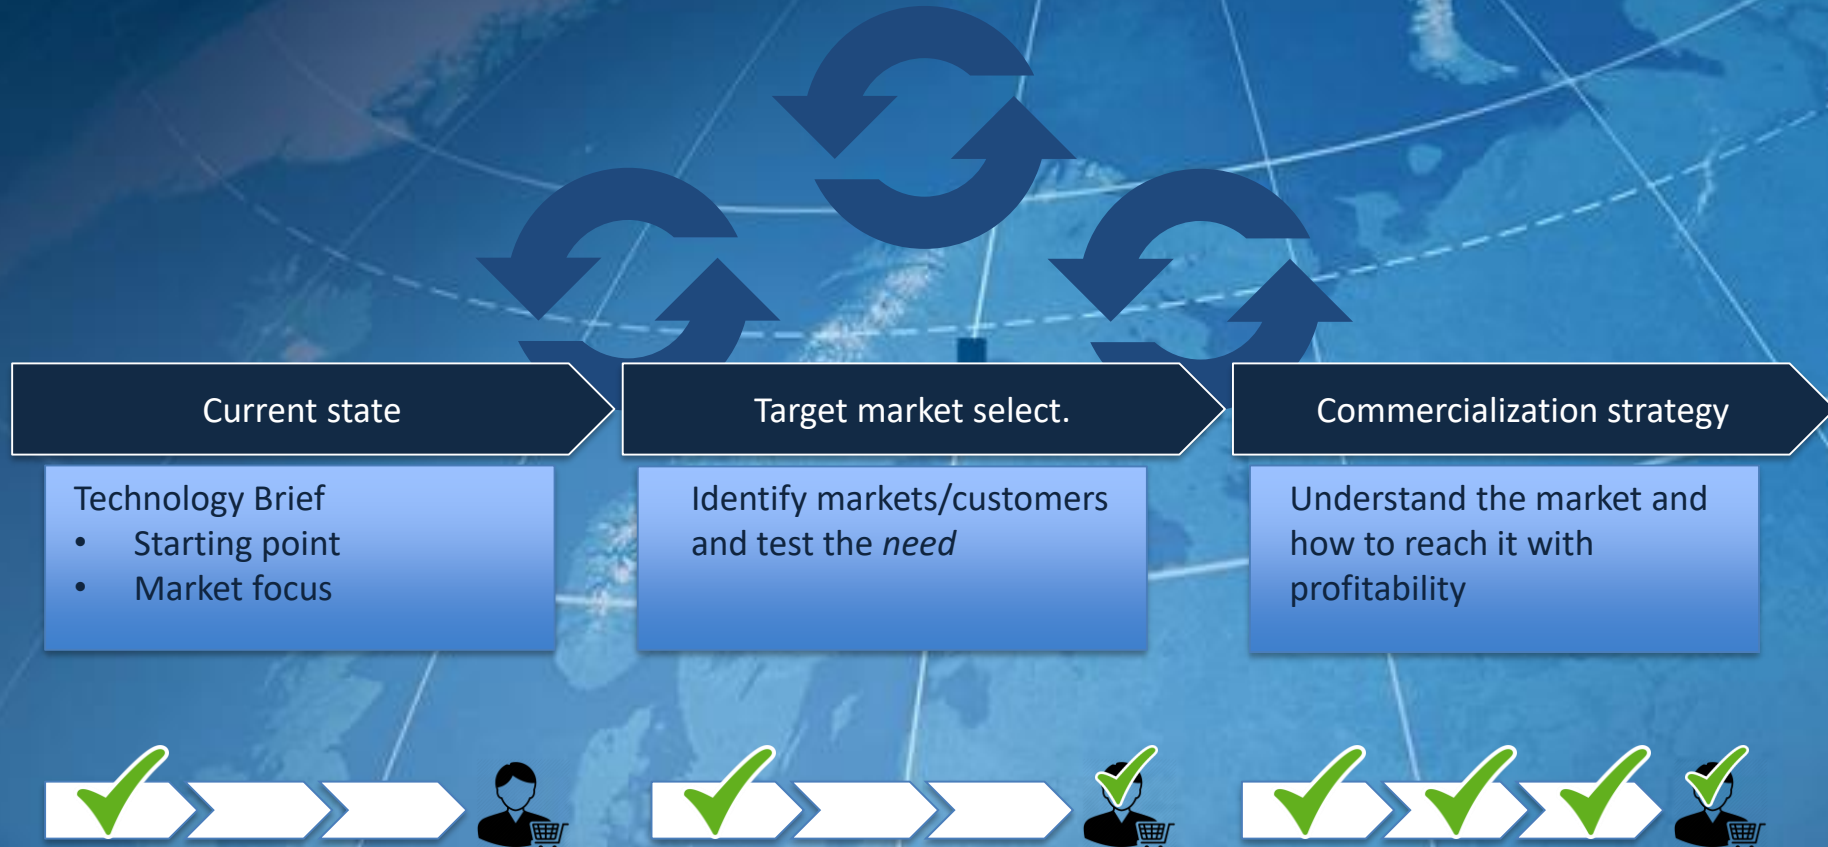 Current state
Target market select.
Commercialization strategy
Technology Brief
• Starting point
• Market focus
Identify markets/customers
and test the need
Understand the market and
how to reach it with
profitability